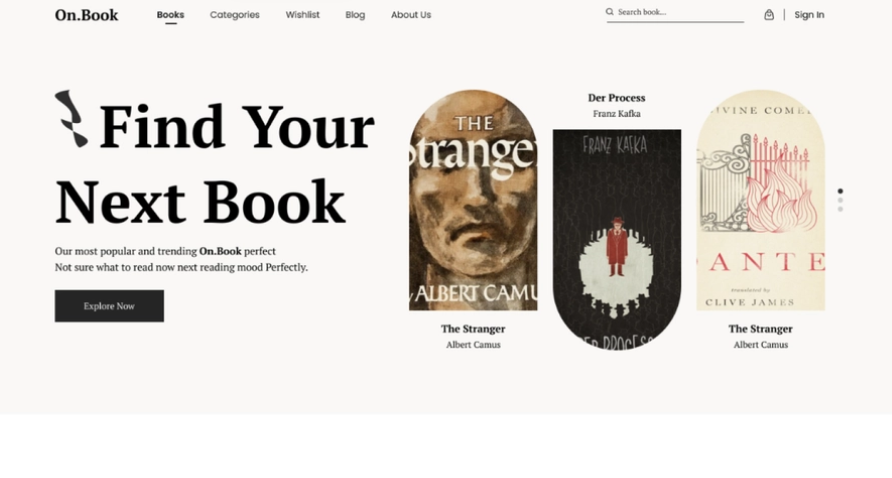 On.Book
Books
Categories
Wishlist
Blog
About Us
Search book...
Sign In
Find Your
Next Book
Our most popular and trending On.Book perfect
Not sure what to read now next reading mood Perfectly.
Explore Now
THE
Stranger
ALBERT CAMU
The Stranger
Albert Camus
Der Process
Franz Kafka
FRANZ KAFKA
DER PROCESS
IVINE COME
ANTE
translated by
CLIVE JAMES
The Stranger
Albert Camus